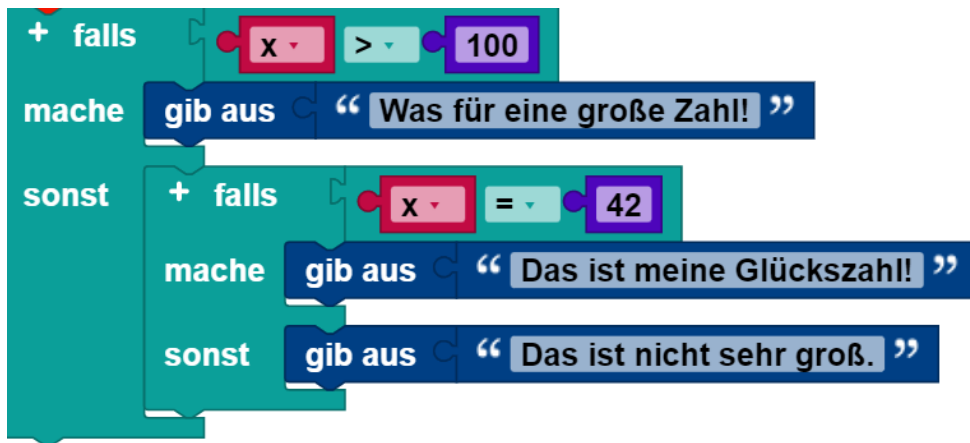 + falls x > 100
mache gib aus “ Was für eine große Zahl! ”
sonst + falls x = 42
mache gib aus “ Das ist meine Glückszahl! ”
sonst gib aus “ Das ist nicht sehr groß. ”